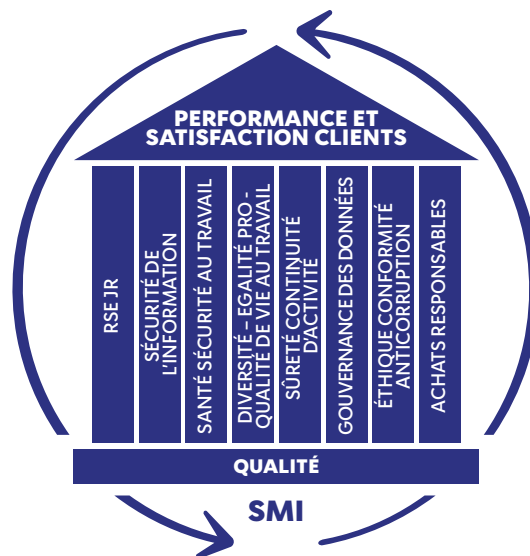 PERFORMANCE ET
SATISFACTION CLIENTS
RSE JR
SÉCURITÉ DE
L'INFORMATION
SANTÉ SÉCURITÉ AU TRAVAIL
DIVERSITÉ – EGALITÉ PRO -
QUALITÉ DE VIE AU TRAVAIL
SÛRETÉ CONTINUITÉ
D'ACTIVITÉ
GOUVERNANCE DES DONNÉES
ÉTHIQUE CONFORMITÉ
ANTICORRUPTION
ACHATS RESPONSABLES
QUALITÉ
SMI